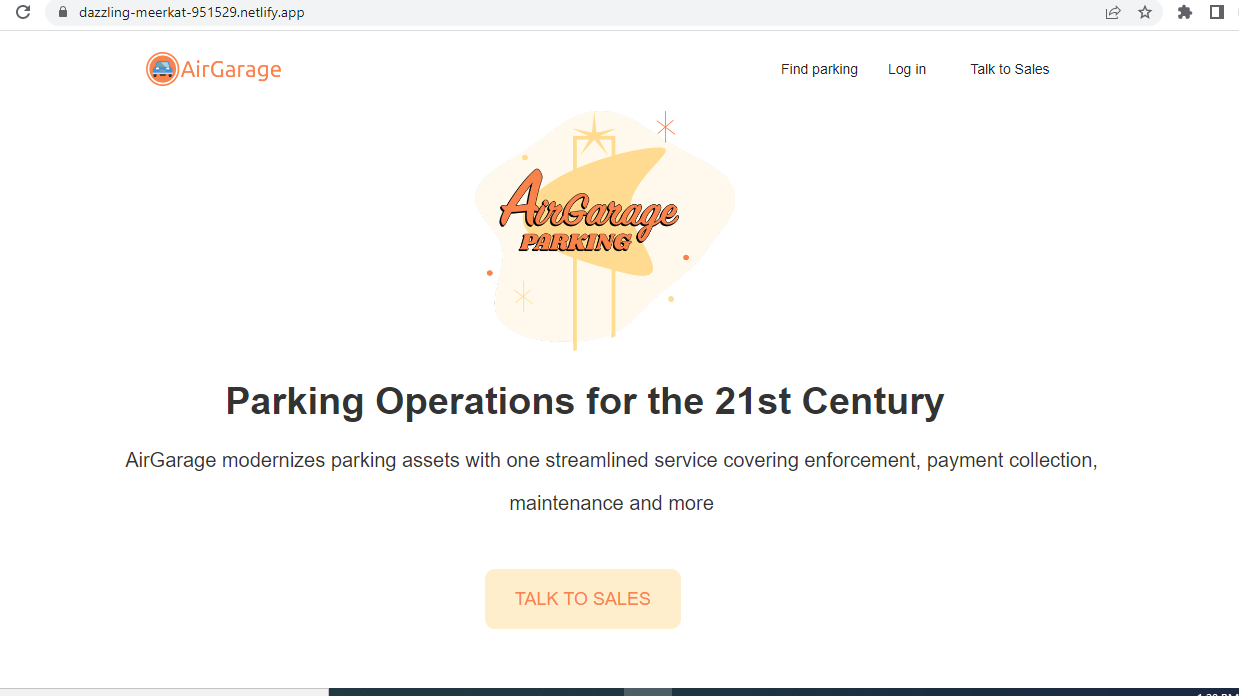 dazzling-meerkat-951529.netlify.app
AirGarage
Find parking
Log in
Talk to Sales
AirGarage
PARKING
Parking Operations for the 21st Century
AirGarage modernizes parking assets with one streamlined service covering enforcement, payment collection,
maintenance and more
TALK TO SALES